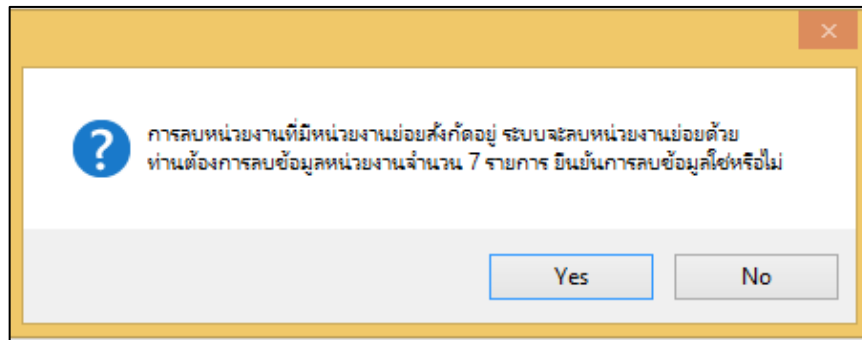 การลบหน่วยงานที่มีหน่วยงานย่อยสังกัดอยู่ ระบบจะลบหน่วยงานย่อยด้วย
ท่านต้องการลบข้อมูลหน่วยงานจำนวน 7 รายการ ยืนยันการลบข้อมูลใช่หรือไม่
Yes No